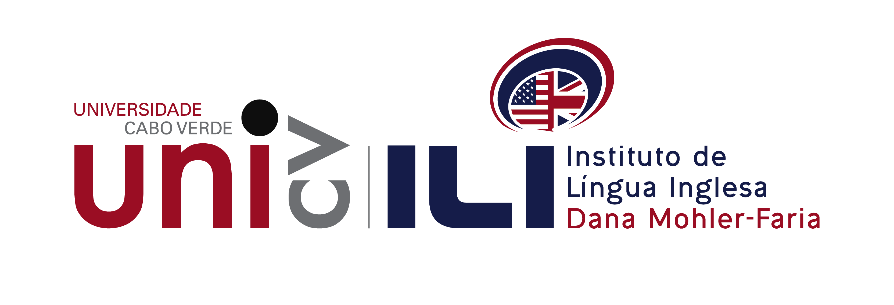 UNIVERSIDADE
CABO VERDE
uni
CV
ILI
Instituto de
Língua Inglesa
Dana Mohler-Faria